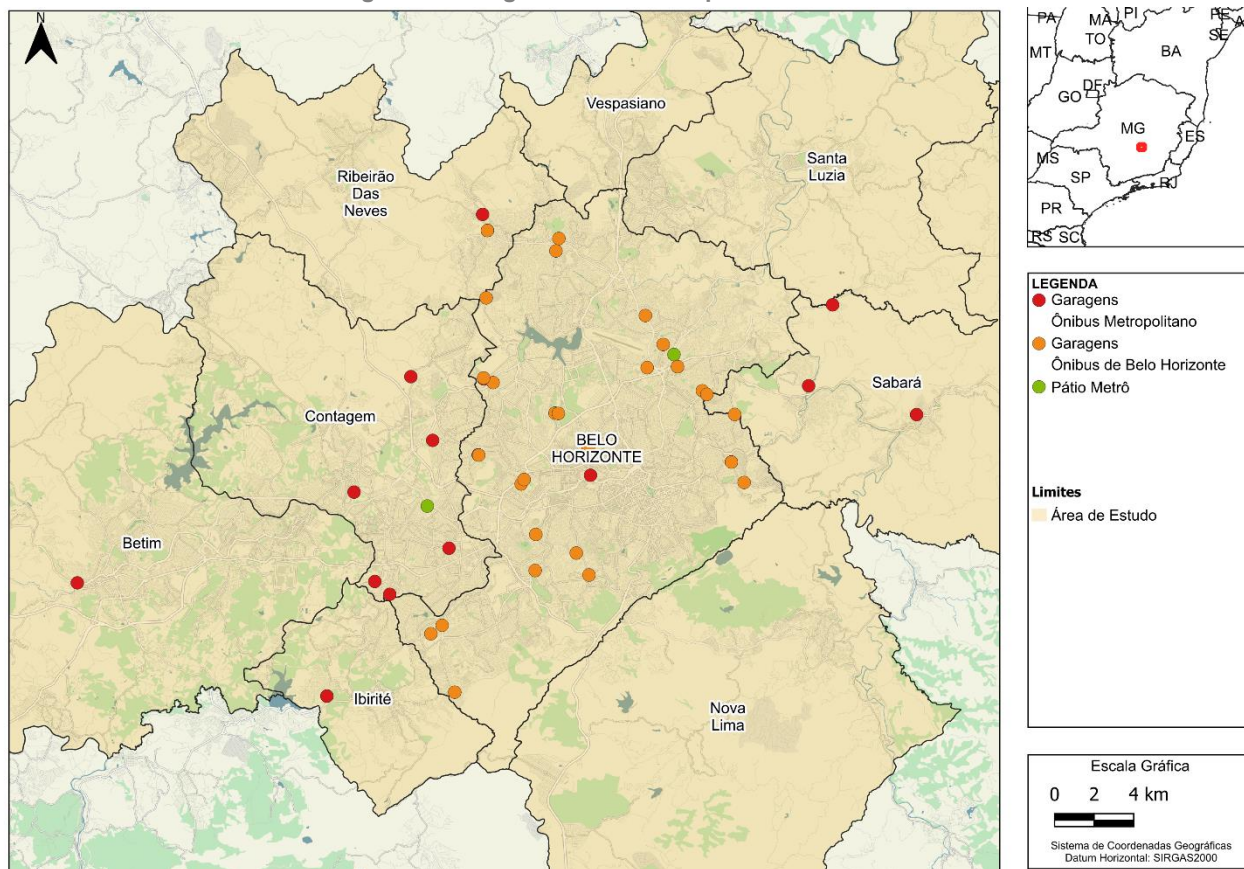 N
Vespasiano
Santa
Luzia
Ribeirão
Das
Neves
Contagem
Sabará
BELO
HORIZONTE
Betim
Ibirité
Nova
Lima
PA
MA
PI
PE
A
TO
SE
MT
BA
DF
GO
MG
ES
MS
SP
RJ
PR
RS
SC
LEGENDA
Garagens
Ônibus Metropolitano
Garagens
Ônibus de Belo Horizonte
Pátio Metrô
Limites
Área de Estudo
Escala Gráfica
0 2 4 km
Sistema de Coordenadas Geográficas
Datum Horizontal: SIRGAS2000